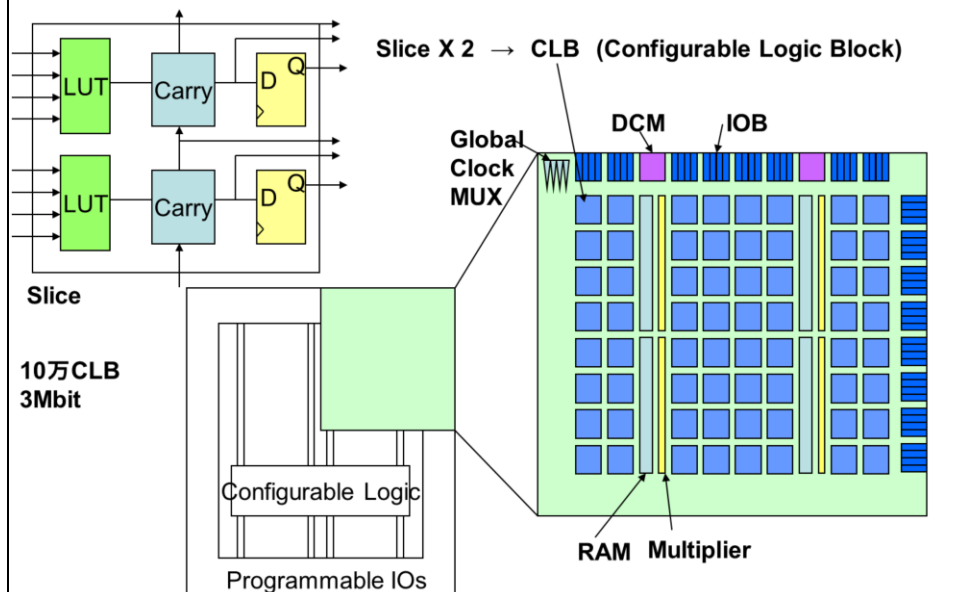 Slice X 2 → CLB (Configurable Logic Block)
LUT
Carry
D
Q
LUT
Carry
D
Q
Slice
10万CLB
3Mbit
Global
Clock
MUX
DCM
IOB
Configurable Logic
Programmable IOs
RAM
Multiplier